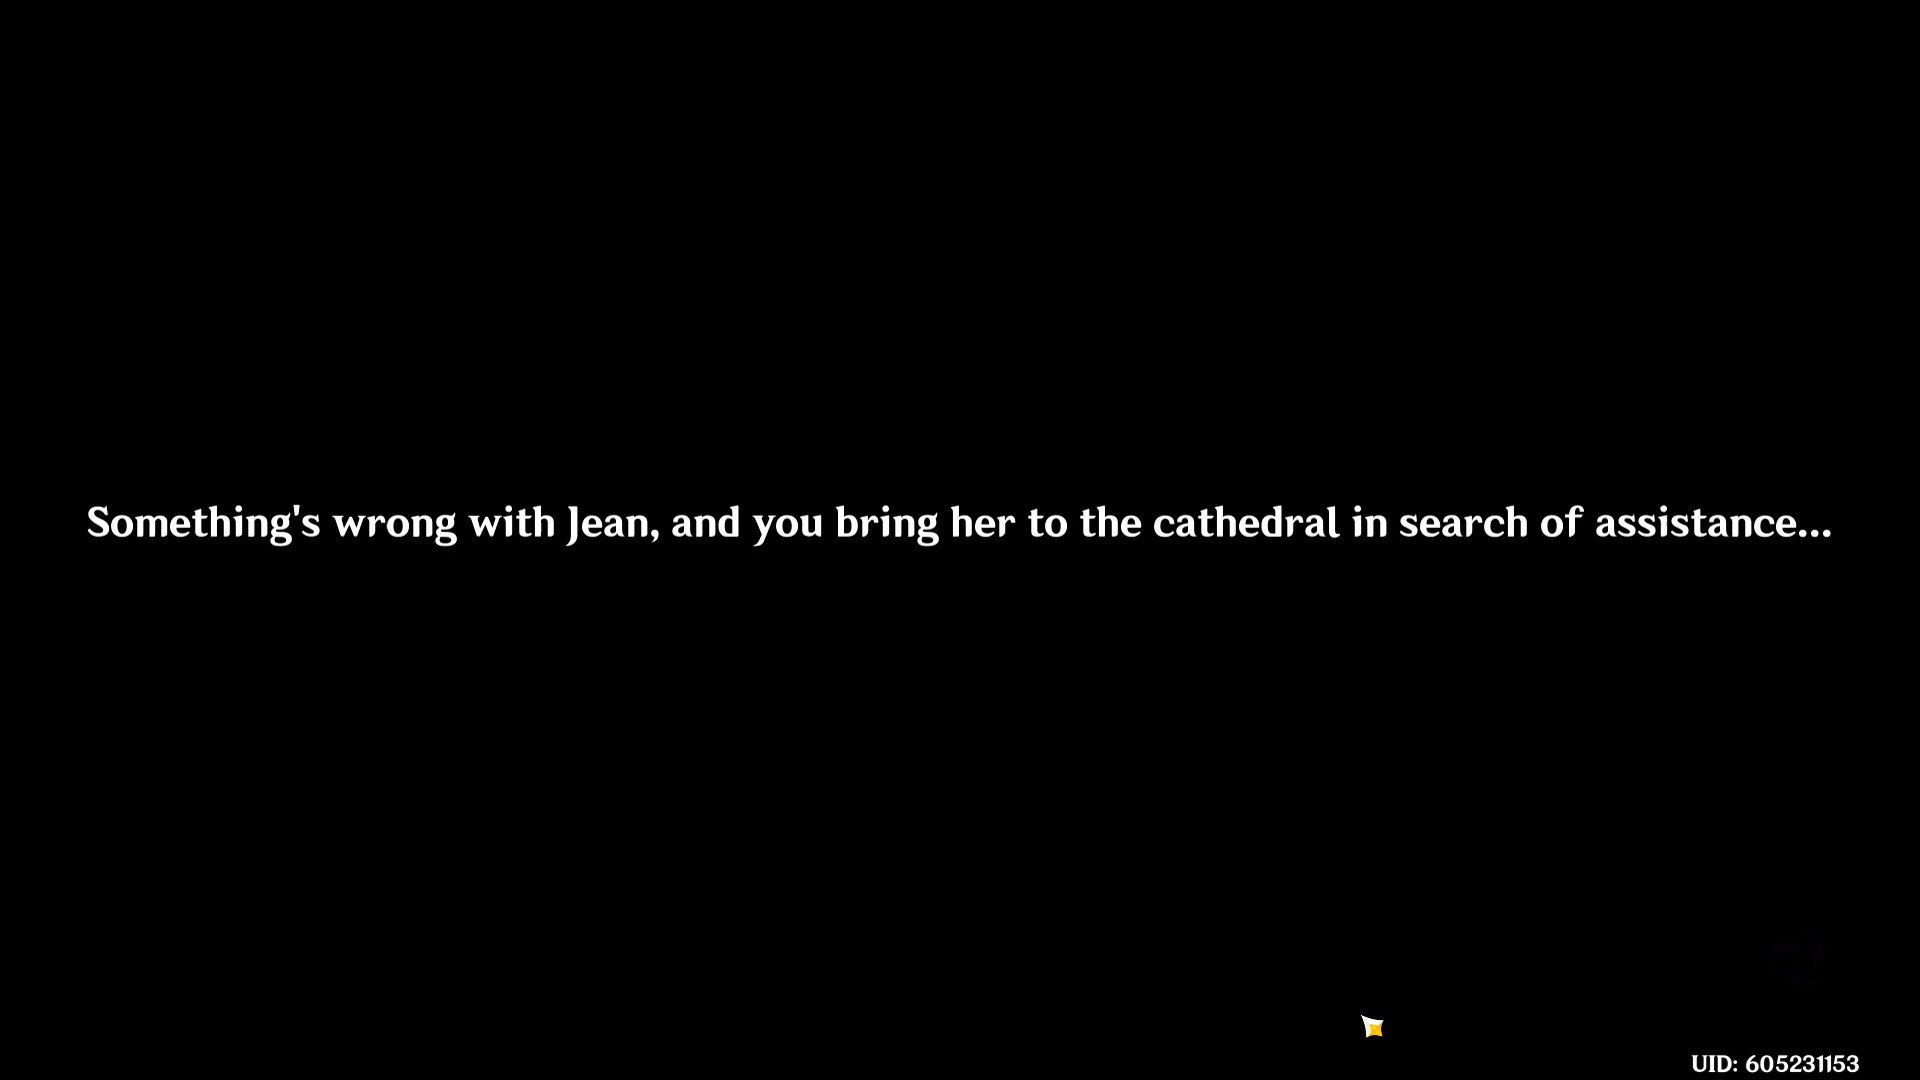 Something's wrong with Jean, and you bring her to the cathedral in search of assistance...
UID: 605231153